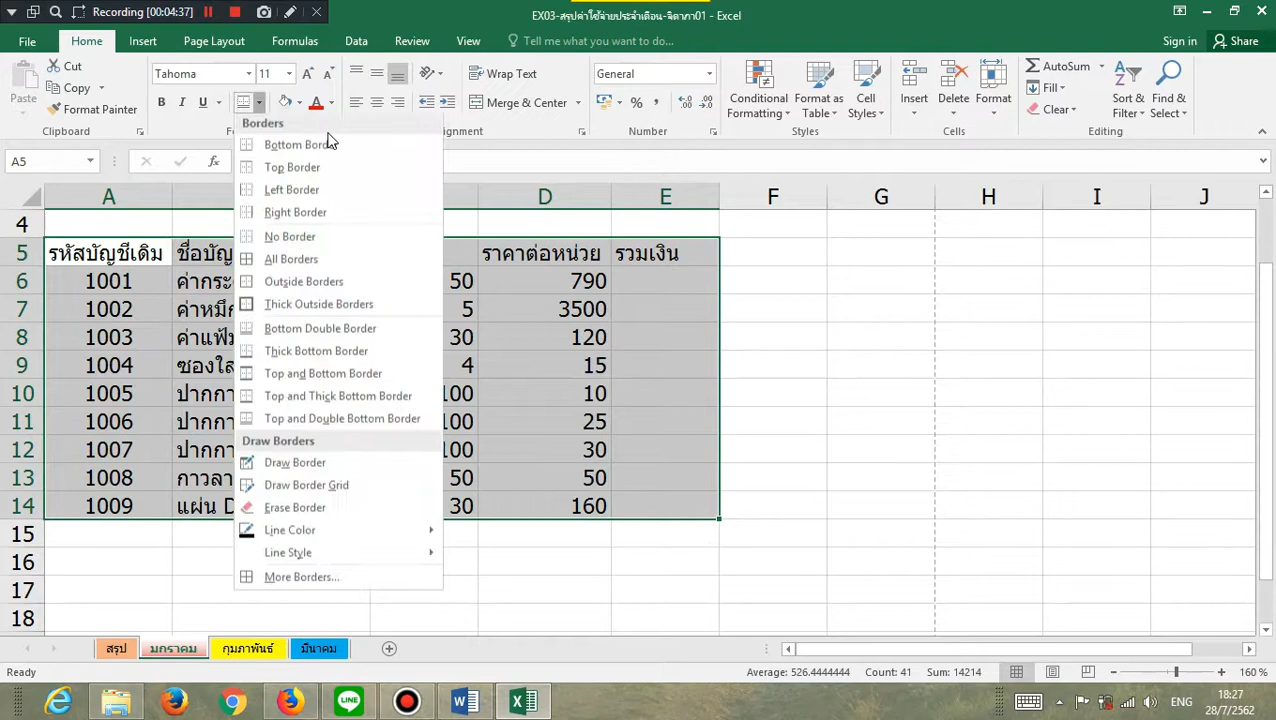 Recording [00:04:37]
EX03-สรุปค่าใช้จ่ายประจำเดือน-จิดาภา01 - Excel
File Home Insert Page Layout Formulas Data Review View Tell me what you want to do... Sign in Share
Paste Cut Copy Format Painter Clipboard
Tahoma 11
B I U A
Wrap Text
Merge & Center
General
% ,
Number
Conditional Formatting
Format as Table
Cell Styles
Styles
Insert Delete Format
Cells
AutoSum
Fill
Clear
Sort & Filter
Find & Select
Editing
A5 fx
Borders
Bottom Border
Top Border
Left Border
Right Border
No Border
All Borders
Outside Borders
Thick Outside Borders
Bottom Double Border
Thick Bottom Border
Top and Bottom Border
Top and Thick Bottom Border
Top and Double Bottom Border
Draw Borders
Draw Border
Draw Border Grid
Erase Border
Line Color
Line Style
More Borders...
A D E F G H I J
4
5 รหัสบัญชีเดิม ราคาต่อหน่วย รวมเงิน
6 1001 50 790
7 1002 5 3500
8 1003 30 120
9 1004 4 15
10 1005 100 10
11 1006 100 25
12 1007 100 30
13 1008 50 50
14 1009 แผ่น 30 160
15
16
17
18
สรุป มกราคม กุมภาพันธ์ มีนาคม
Ready Average: 526.4444444 Count: 41 Sum: 14214 160 %
LINE
ENG 18:27
28/7/2562